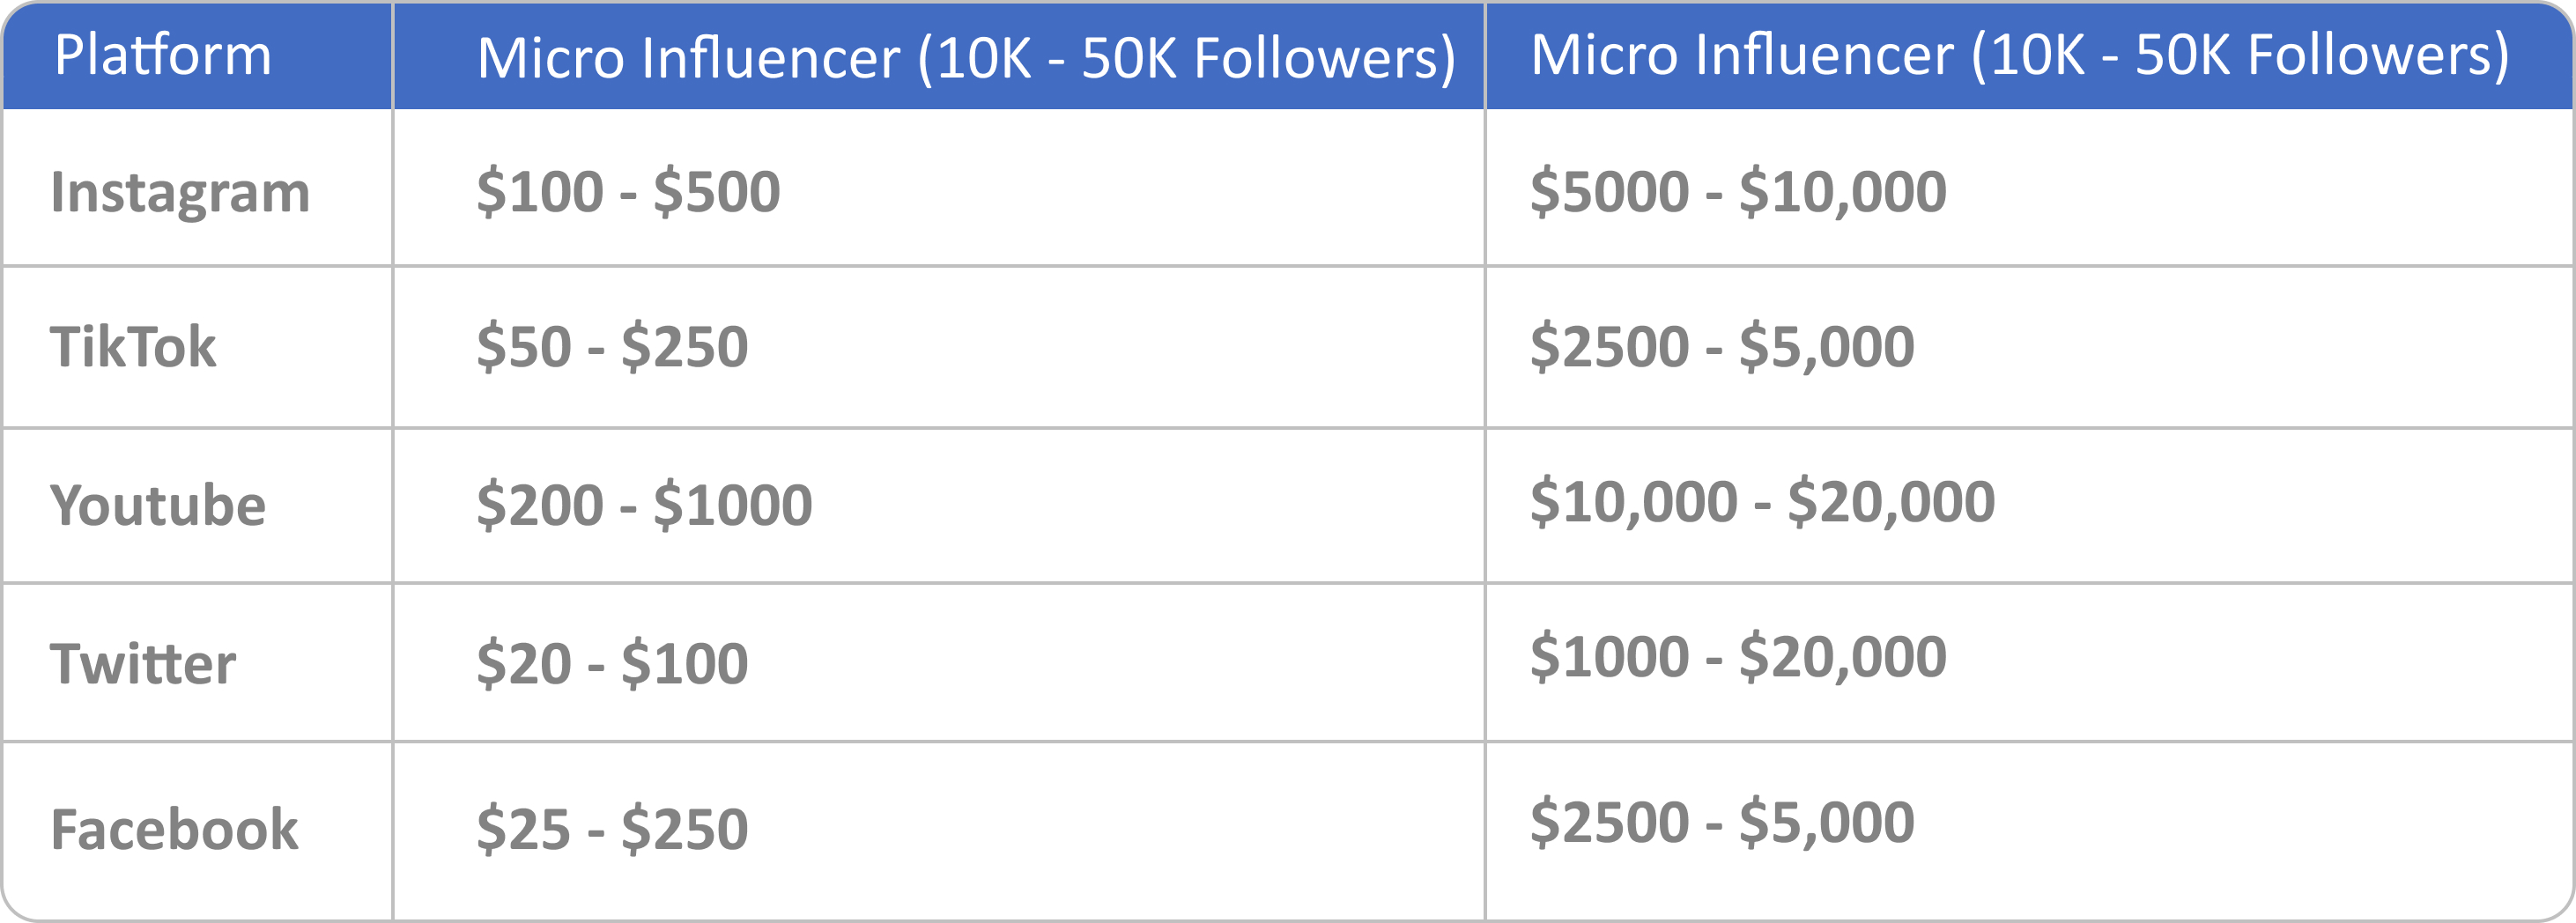 Platform Micro Influencer (10K - 50K Followers) Micro Influencer (10K - 50K Followers)
Instagram $100 - $500 $5000 - $10,000
TikTok $50 - $250 $2500 - $5,000
Youtube $200 - $1000 $10,000 - $20,000
Twitter $20 - $100 $1000 - $20,000
Facebook $25 - $250 $2500 - $5,000